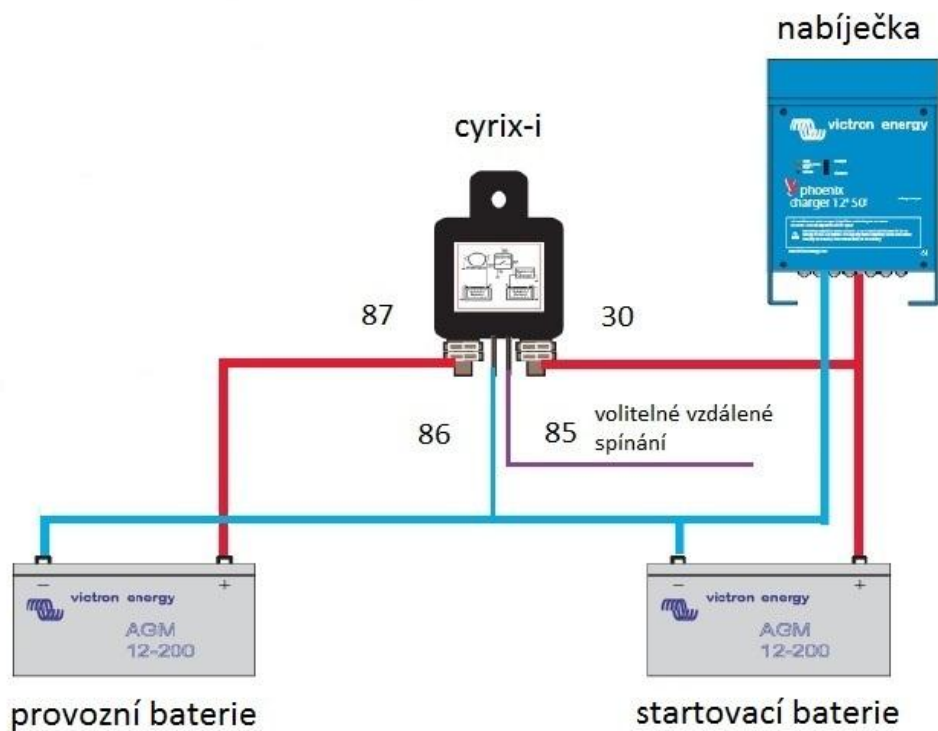 nabíječka
victron energy
phoenix
charger 12 50
cyrix-i
87
30
86
85
volitelné vzdálené
spínání
−
+
victron energy
AGM
12-200
−
+
victron energy
AGM
12-200
provozní baterie
startovací baterie